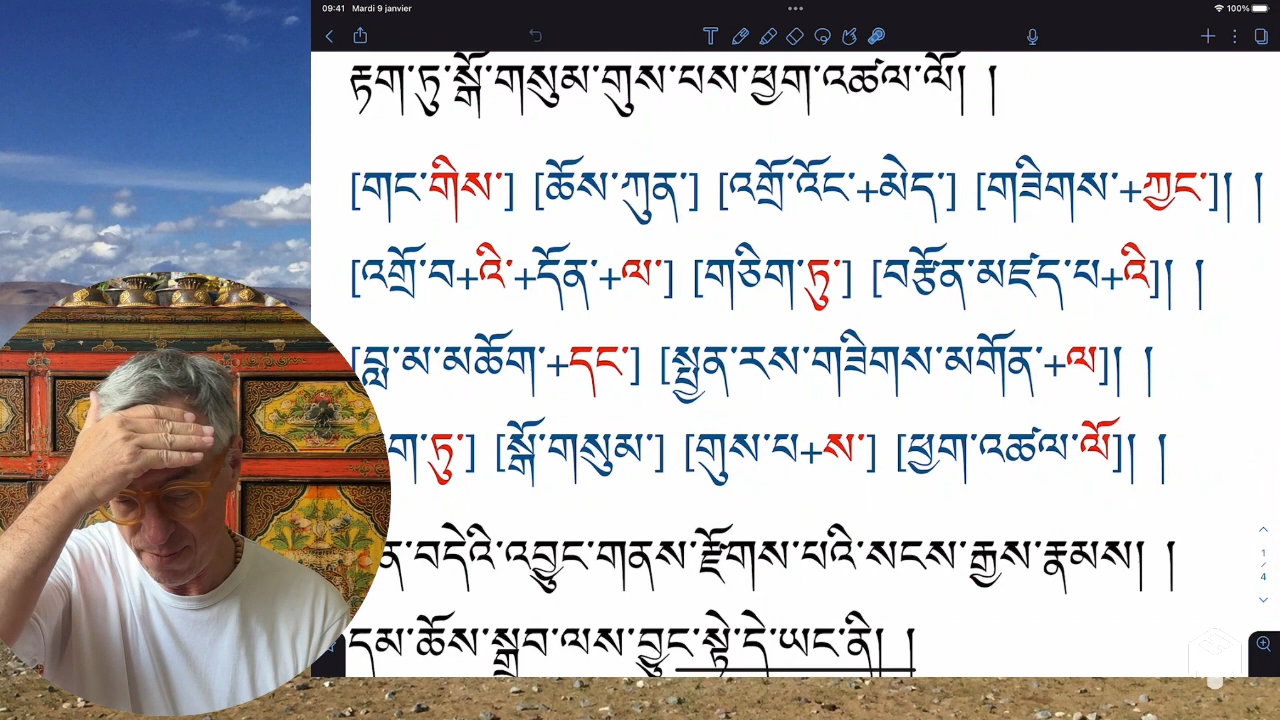 09:41 Mardi 9 janvier
100%
རྟག་ཏུ་སྒོ་གསུམ་གུས་པས་ཕྱག་འཚལ་ལོ། །
[གང་གིས་] [ཆོས་ཀུན་] [འགྲོ་འོང་+མེད་] [གཟིགས་+ཀྱང་]། །
[འགྲོ་བ+འི་+དོན་+ལ་] [གཅིག་ཏུ་] [བརྩོན་མཛད་པ+འི]། །
[བླ་མ་མཆོག་+དང་] [སྤྱན་རས་གཟིགས་མགོན་+ལ]། །
ག་ཏུ་] [སྒོ་གསུམ་] [གུས་པ+ས་] [ཕྱག་འཚལ་ལོ]། །
ན་བདེའི་འབྱུང་གནས་རྫོགས་པའི་སངས་རྒྱས་རྣམས། །
དམ་ཆོས་སྒྲུབ་ལས་བྱུང་སྟེ་དེ་ཡང་ནི། །
1 / 4